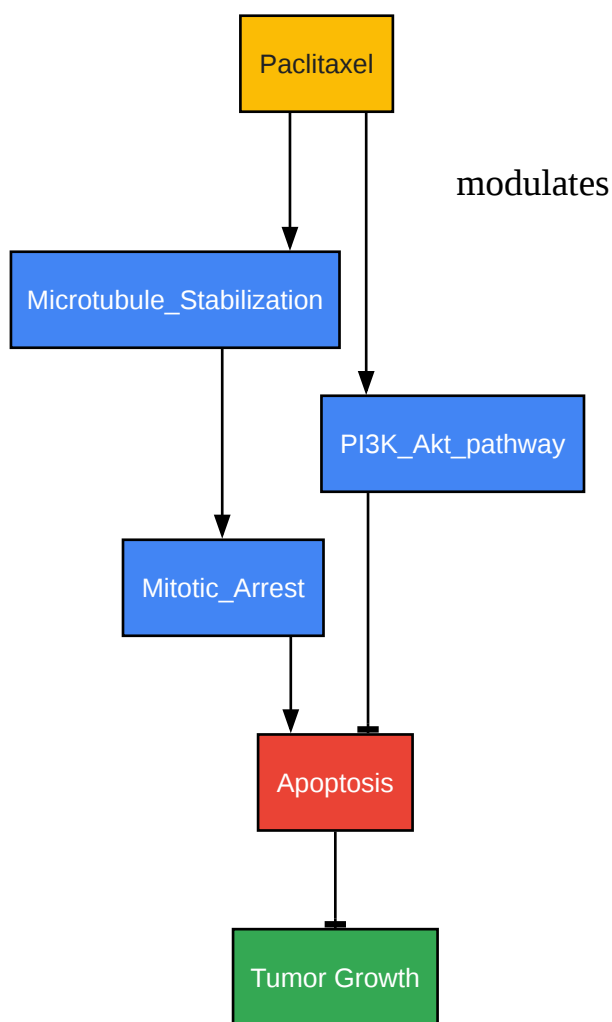 Paclitaxel
modulates
Microtubule_Stabilization
PI3K_Akt_pathway
Mitotic_Arrest
Apoptosis
Tumor Growth